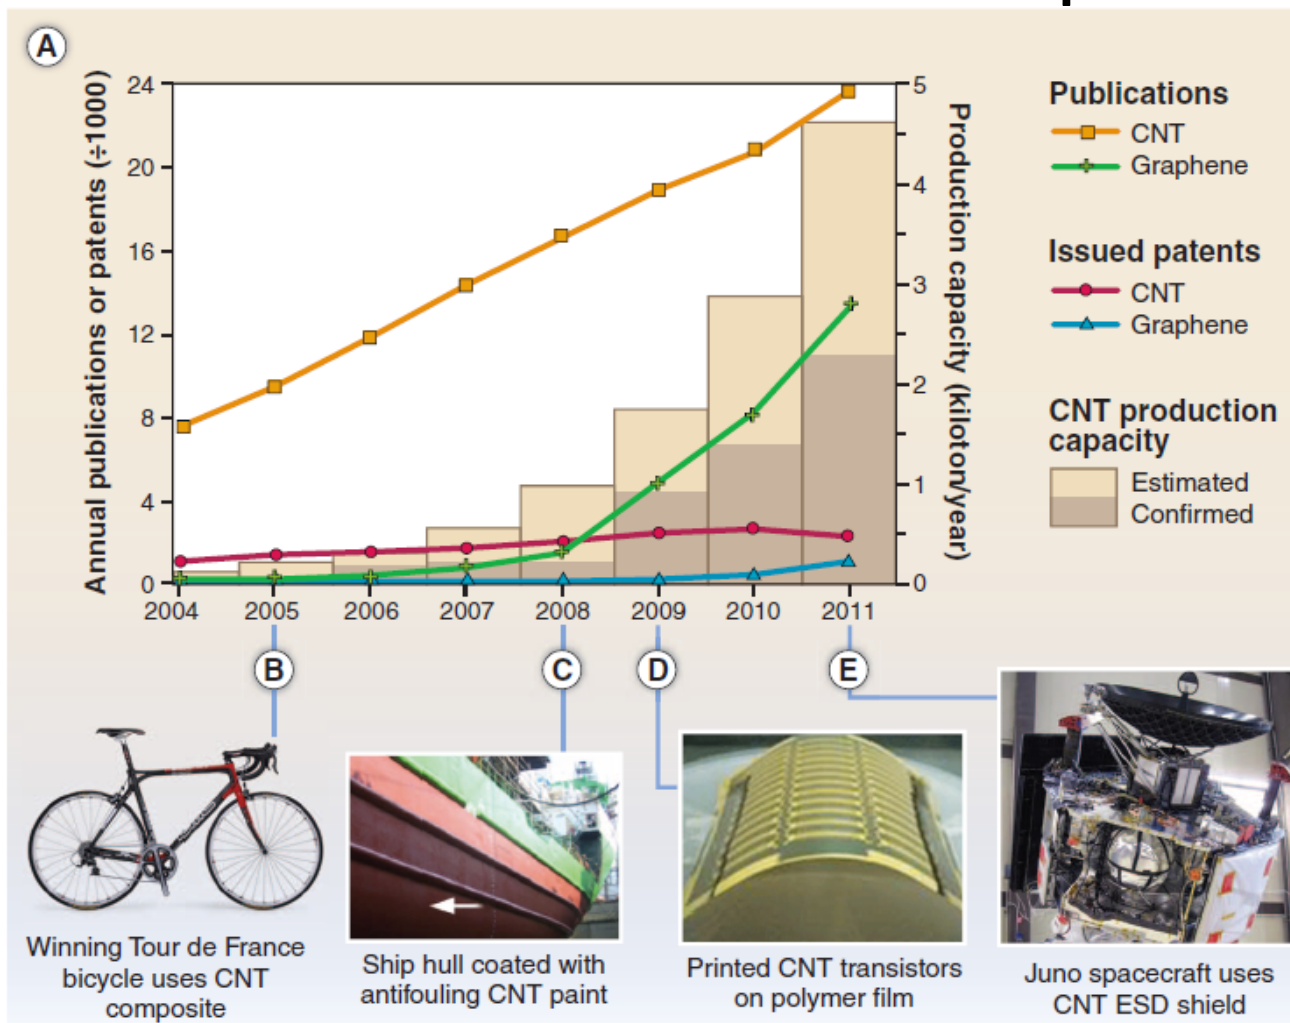 A
Annual publications or patents (÷1000)
24
20
16
12
8
4
0
5
4
3
2
1
0
Production capacity (kiloton/year)
2004 2005 2006 2007 2008 2009 2010 2011
Publications
CNT
Graphene
Issued patents
CNT
Graphene
CNT production
capacity
Estimated
Confirmed
B
C
D
E
Winning Tour de France
bicycle uses CNT
composite
Ship hull coated with
antifouling CNT paint
Printed CNT transistors
on polymer film
Juno spacecraft uses
CNT ESD shield